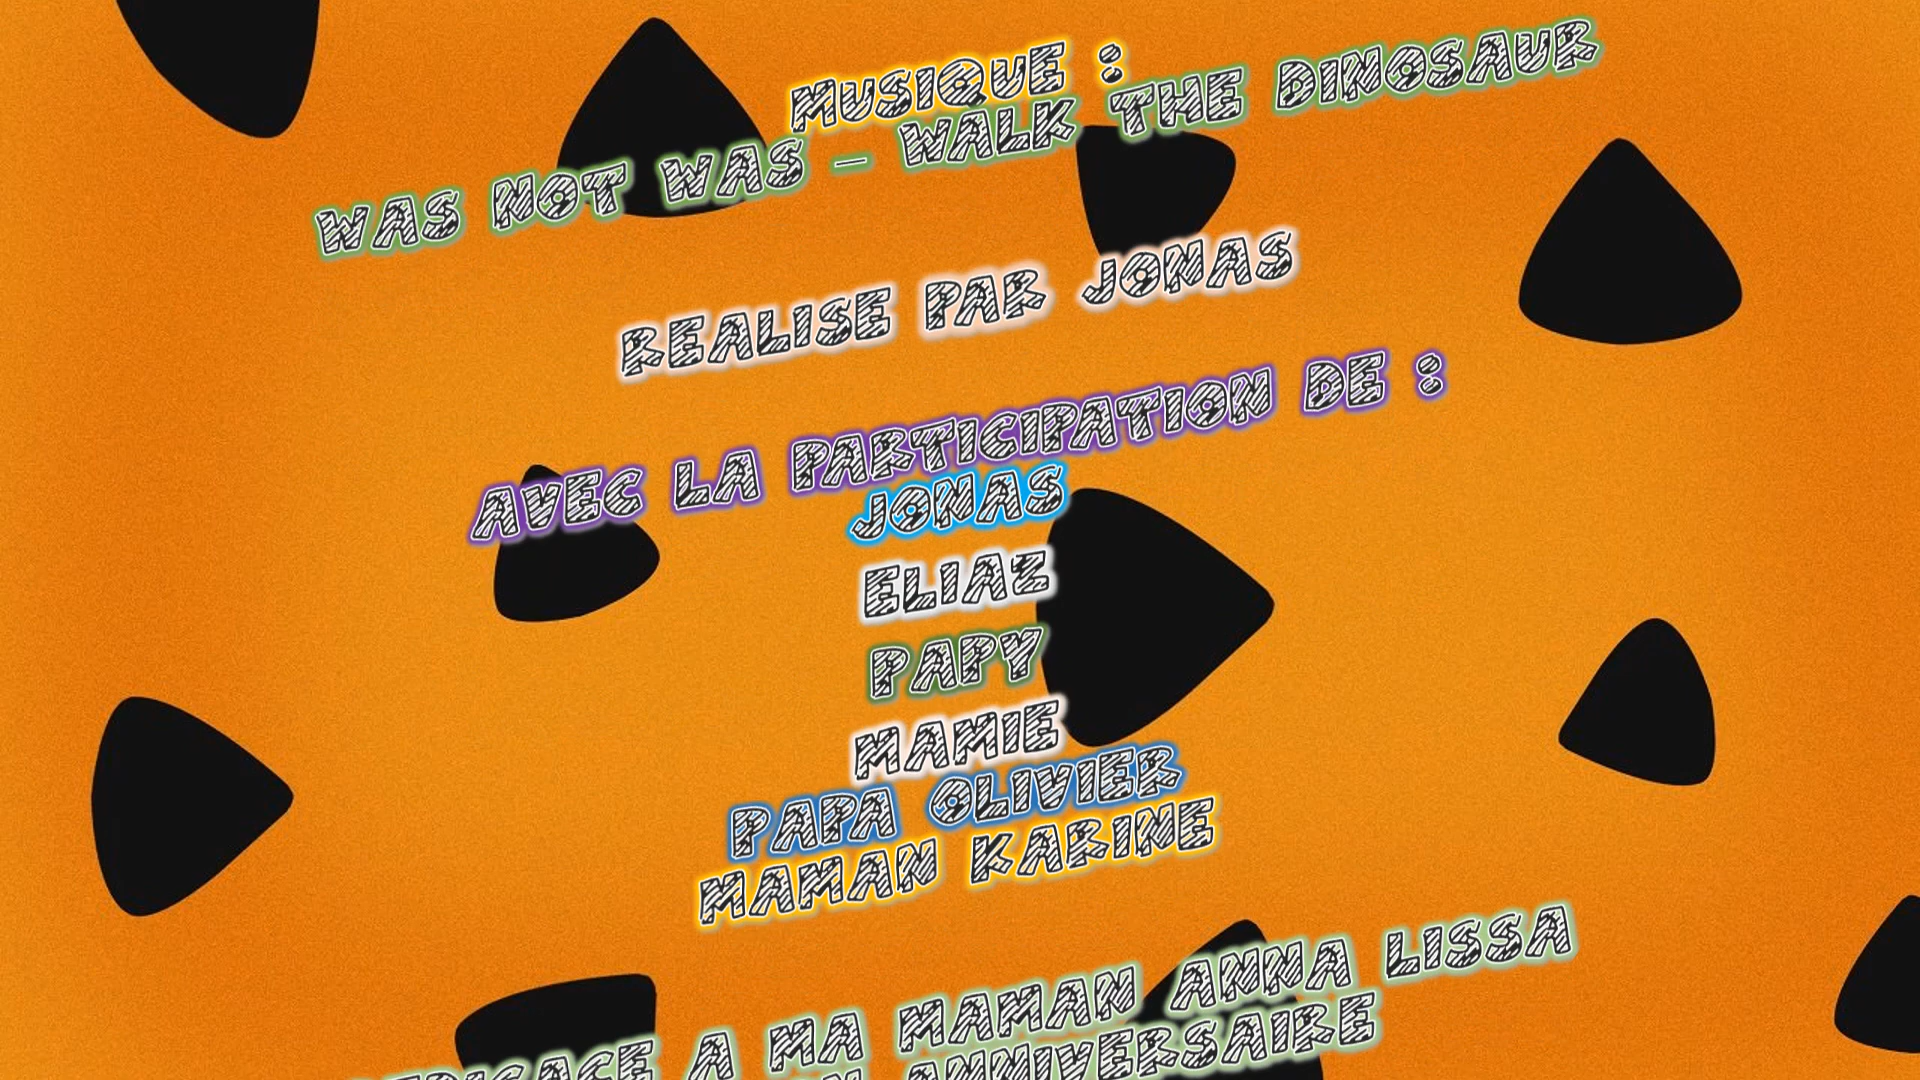 MUSIQUE :
WAS NOT WAS – WALK THE DINOSAUR
REALISE PAR JONAS
AVEC LA PARTICIPATION DE :
JONAS
ELIAZ
PAPY
MAMIE
PAPA OLIVIER
MAMAN KARINE
A MA MAMAN ANNA LISSA
ANNIVERSAIRE